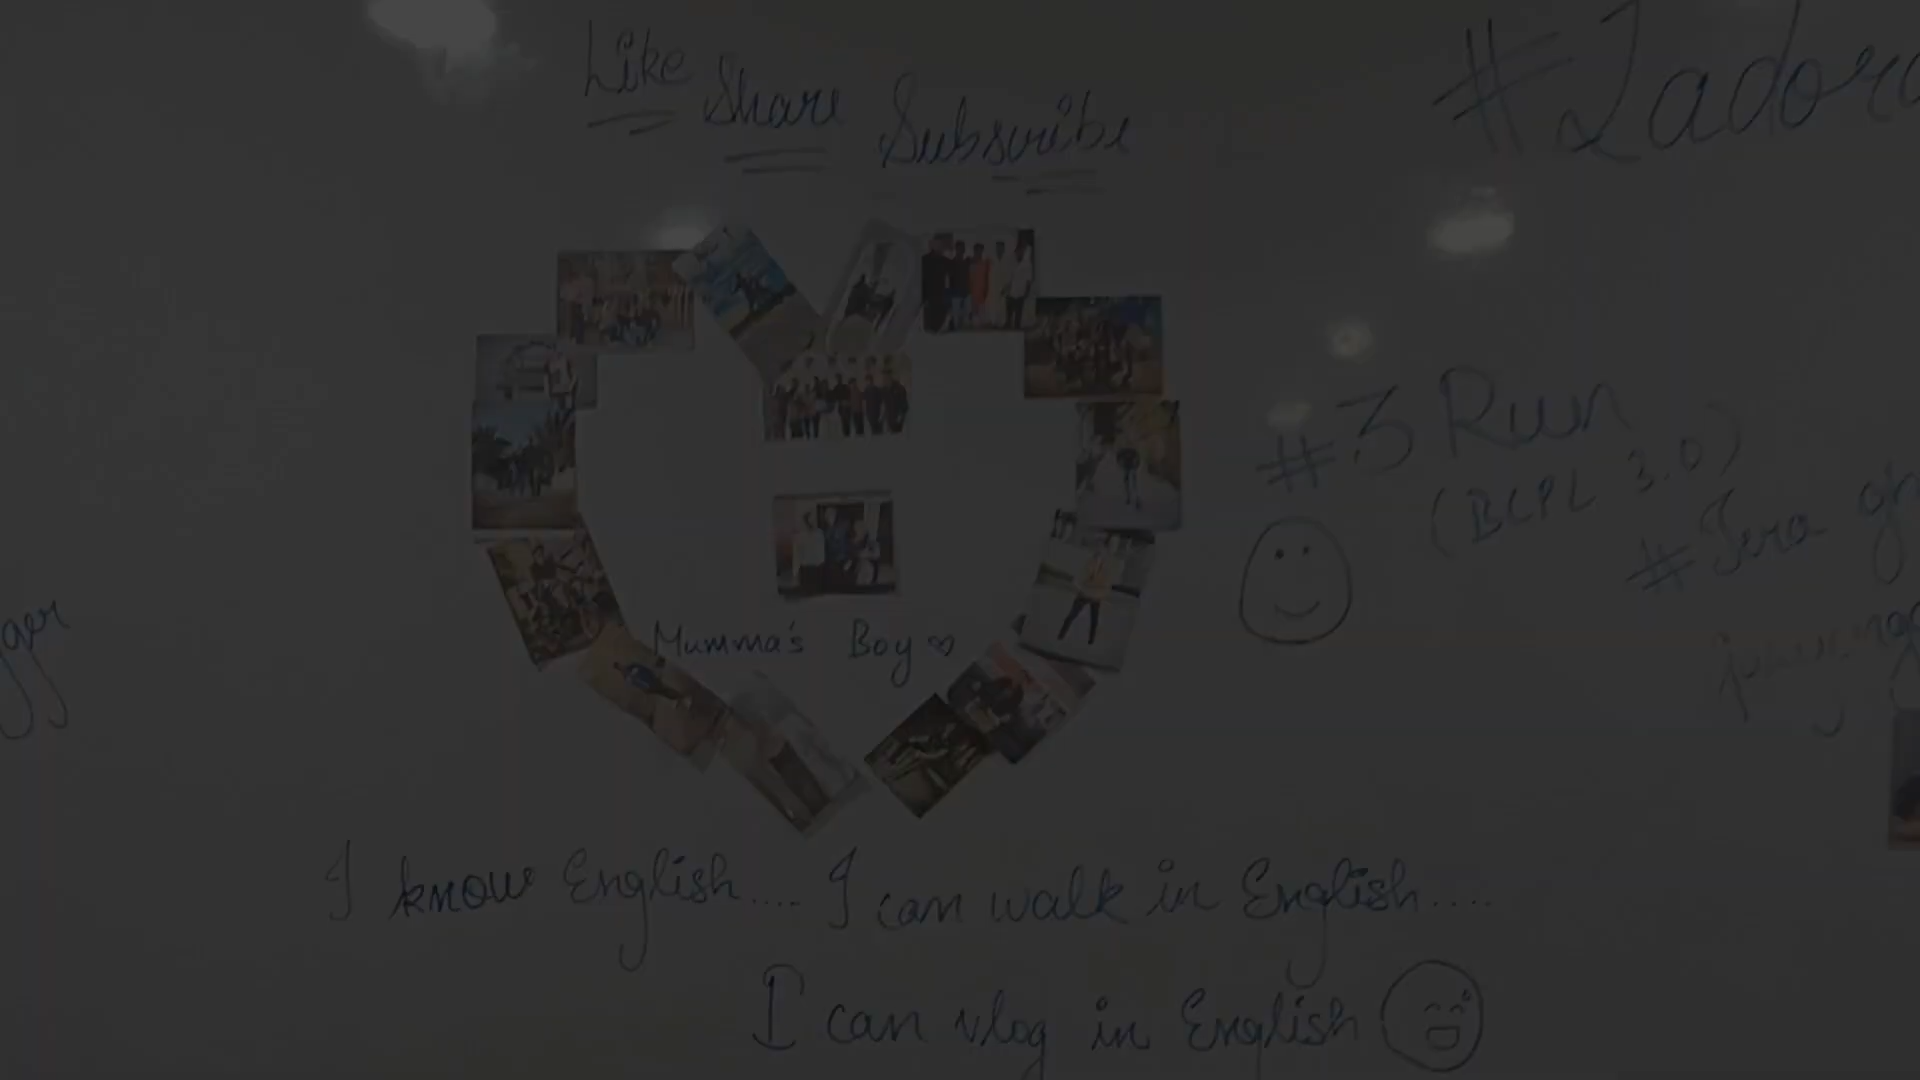 Like Share Subscribe
#3 Run
(BCPL 3.0)
#Tera
Mumma's Boy
I know English.... I can walk in English.....
I can vlog in English